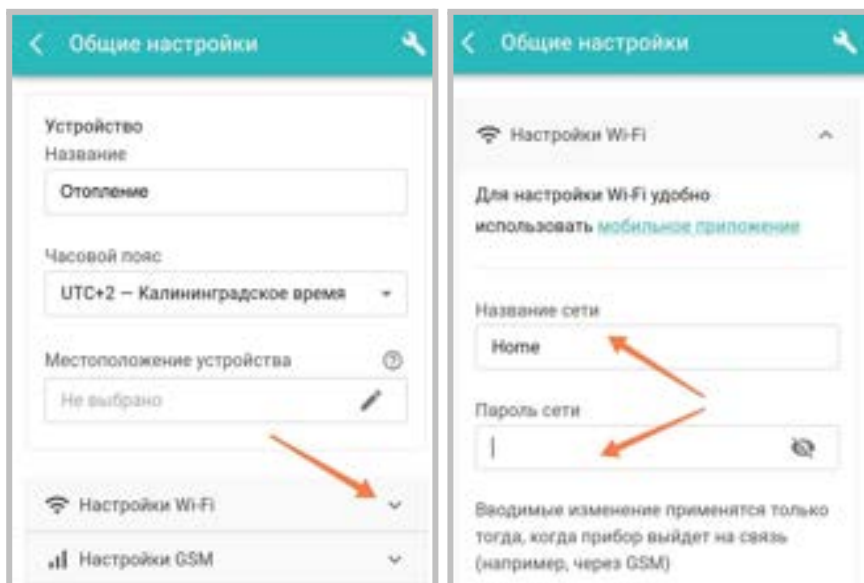 Общие настройки
Устройство
Название
Отопление
Часовой пояс
UTC+2 — Калининградское время
Местоположение устройства
Не выбрано
Настройки Wi-Fi
Настройки GSM
Общие настройки
Настройки Wi-Fi
Для настройки Wi-Fi удобно
использовать мобильное приложение
Название сети
Home
Пароль сети
Вводимые изменение применятся только
тогда, когда прибор выйдет на связь
(например, через GSM)